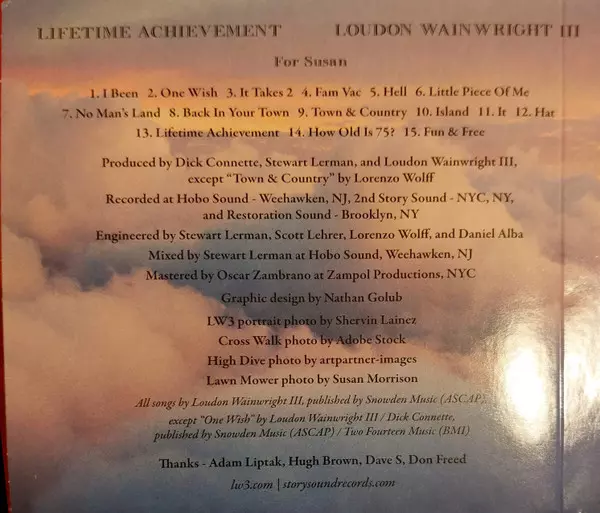 LIFETIME ACHIEVEMENT LOUDON WAINWRIGHT III
For Susan
1. I Been 2. One Wish 3. It Takes 2 4. Fam Vac 5. Hell 6. Little Piece Of Me
7. No Man's Land 8. Back In Your Town 9. Town & Country 10. Island 11. It 12. Hat
13. Lifetime Achievement 14. How Old Is 75? 15. Fun & Free
Produced by Dick Connette, Stewart Lerman, and Loudon Wainwright III,
except "Town & Country" by Lorenzo Wolff
Recorded at Hobo Sound - Weehawken, NJ, 2nd Story Sound - NYC, NY,
and Restoration Sound - Brooklyn, NY
Engineered by Stewart Lerman, Scott Lehrer, Lorenzo Wolff, and Daniel Alba
Mixed by Stewart Lerman at Hobo Sound, Weehawken, NJ
Mastered by Oscar Zambrano at Zampol Productions, NYC
Graphic design by Nathan Golub
LW3 portrait photo by Shervin Lainez
Cross Walk photo by Adobe Stock
High Dive photo by artpartner-images
Lawn Mower photo by Susan Morrison
All songs by Loudon Wainwright III, published by Snowden Music (ASCAP),
except "One Wish" by Loudon Wainwright III / Dick Connette,
published by Snowden Music (ASCAP) / Two Fourteen Music (BMI)
Thanks - Adam Liptak, Hugh Brown, Dave S, Don Freed
lw3.com | storysoundrecords.com